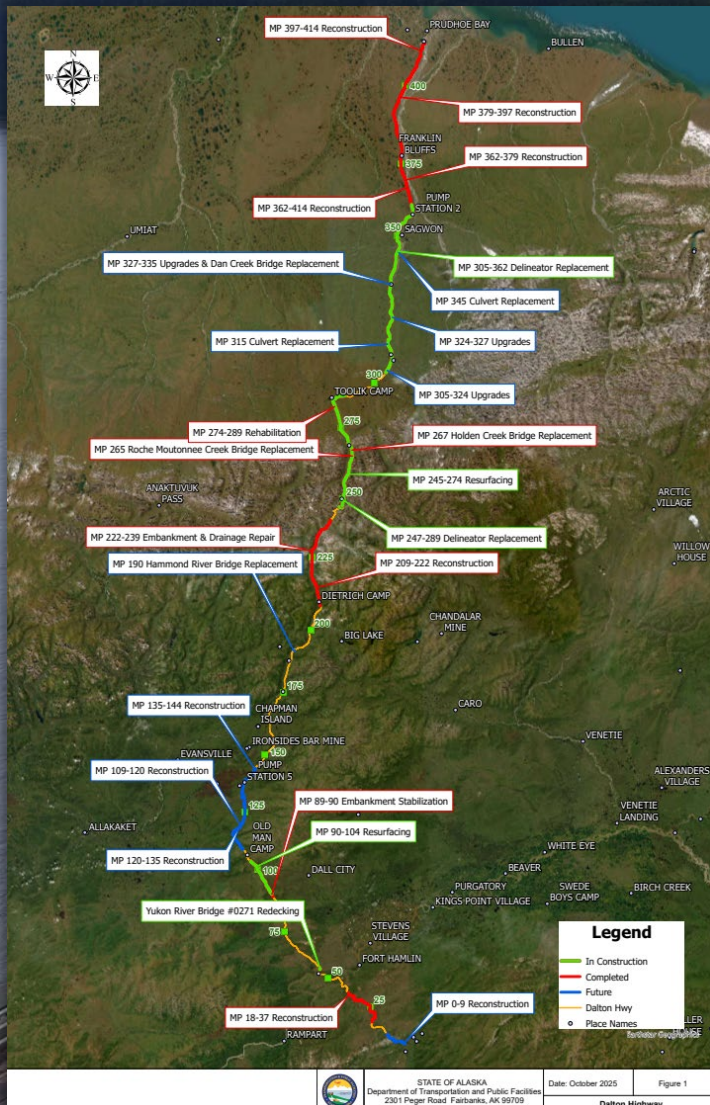 MP 397-414 Reconstruction
PRUDHOE BAY
BULLEN
N
W
E
S
400
MP 379-397 Reconstruction
FRANKLIN
BLUFFS
375
MP 362-379 Reconstruction
MP 362-414 Reconstruction
PUMP
STATION 2
350
SAGWON
UMIAT
MP 327-335 Upgrades & Dan Creek Bridge Replacement
MP 305-362 Delineator Replacement
MP 345 Culvert Replacement
MP 315 Culvert Replacement
MP 324-327 Upgrades
300
MP 305-324 Upgrades
TOOLIK CAMP
275
MP 274-289 Rehabilitation
MP 267 Holden Creek Bridge Replacement
MP 265 Roche Moutonnee Creek Bridge Replacement
MP 245-274 Resurfacing
ANAKTUVUK
PASS
250
ARCTIC
VILLAGE
MP 222-239 Embankment & Drainage Repair
MP 247-289 Delineator Replacement
WILLOW
HOUSE
225
MP 190 Hammond River Bridge Replacement
MP 209-222 Reconstruction
DIETRICH CAMP
200
BIG LAKE
CHANDALAR
MINE
175
MP 135-144 Reconstruction
CHAPMAN
ISLAND
CARO
IRONSIDES BAR MINE
VENETIE
EVANSVILLE
150
PUMP
STATION 5
MP 109-120 Reconstruction
ALEXANDERS
VILLAGE
MP 89-90 Embankment Stabilization
125
VENETIE
LANDING
ALLAKAKET
OLD
MAN
CAMP
MP 90-104 Resurfacing
MP 120-135 Reconstruction
WHITE EYE
100
DALL CITY
BEAVER
PURGATORY
SWEDE
BOYS CAMP
BIRCH CREEK
KINGS POINT VILLAGE
Yukon River Bridge #0271 Redecking
75
STEVENS
VILLAGE
FORT HAMLIN
50
Legend
In Construction
Completed
Future
Dalton Hwy
Place Names
25
MP 0-9 Reconstruction
MP 18-37 Reconstruction
RAMPART
HOUSE
Earthstar Geographics
STATE OF ALASKA
Department of Transportation and Public Facilities
2301 Peger Road Fairbanks, AK 99709
Date: October 2025
Figure 1
Dalton Highway